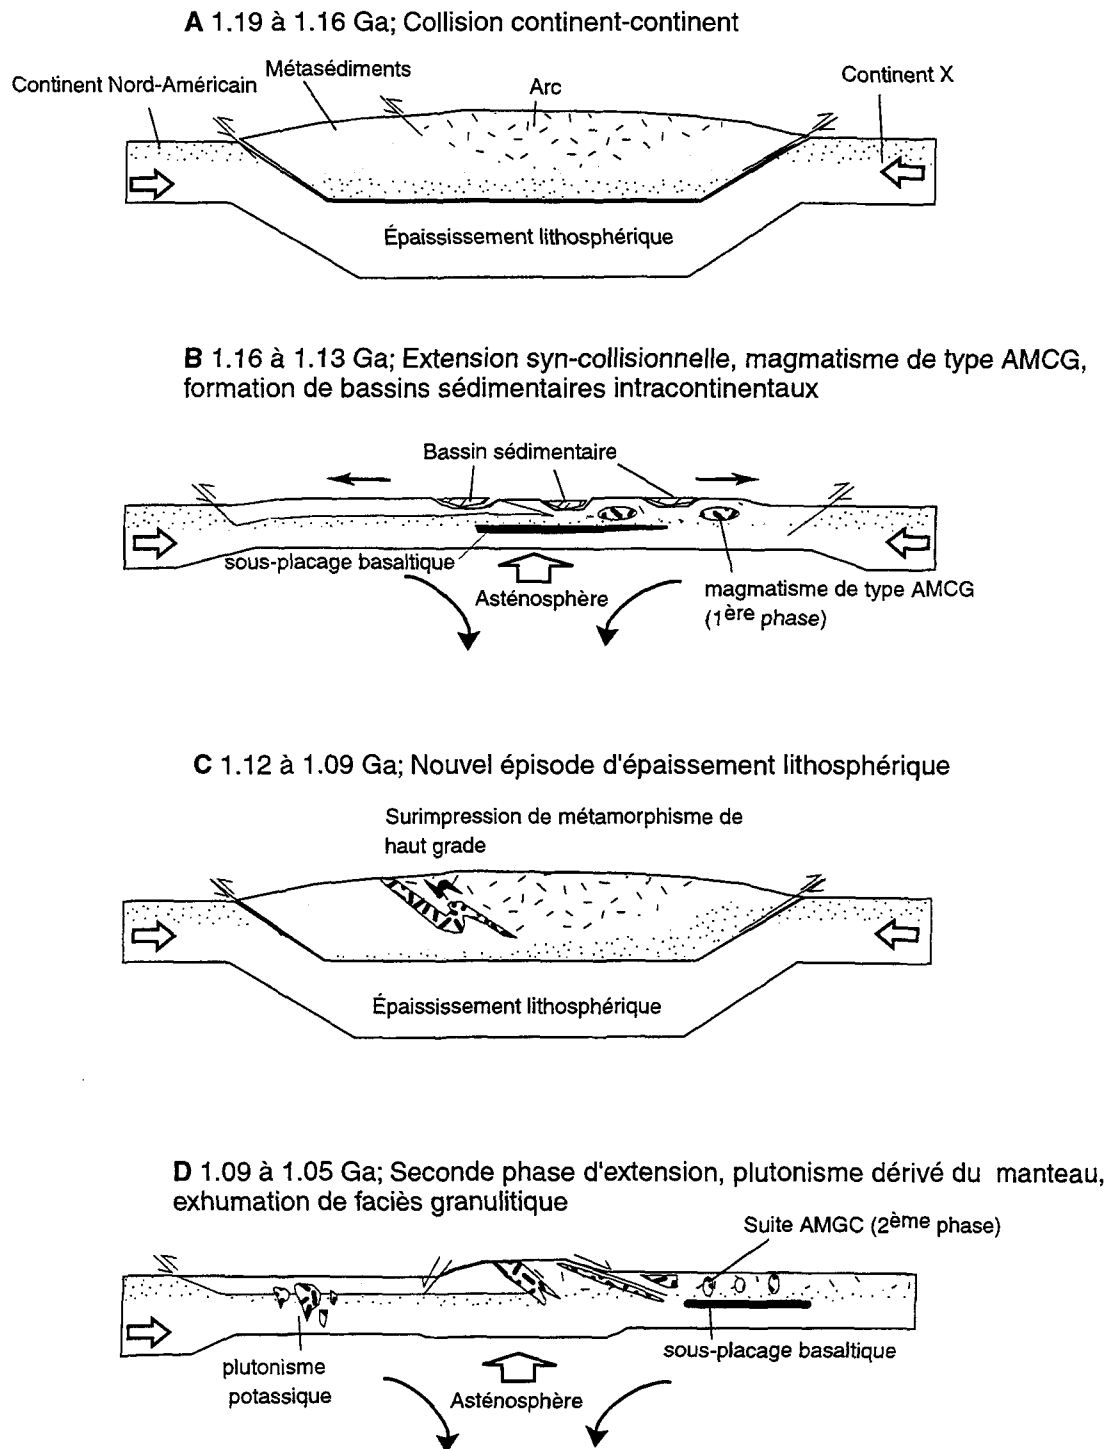 A 1.19 à 1.16 Ga; Collision continent-continent
Continent Nord-Américain
Métasédiments
Arc
Continent X
Épaississement lithosphérique
B 1.16 à 1.13 Ga; Extension syn-collisionnelle, magmatisme de type AMCG,
formation de bassins sédimentaires intracontinentaux
Bassin sédimentaire
sous-placage basaltique
Asténosphère
magmatisme de type AMCG
(1ère phase)
C 1.12 à 1.09 Ga; Nouvel épisode d'épaissement lithosphérique
Surimpression de métamorphisme de
haut grade
Épaississement lithosphérique
D 1.09 à 1.05 Ga; Seconde phase d'extension, plutonisme dérivé du manteau,
exhumation de faciès granulitique
Suite AMGC (2ème phase)
sous-placage basaltique
plutonisme
potassique
Asténosphère